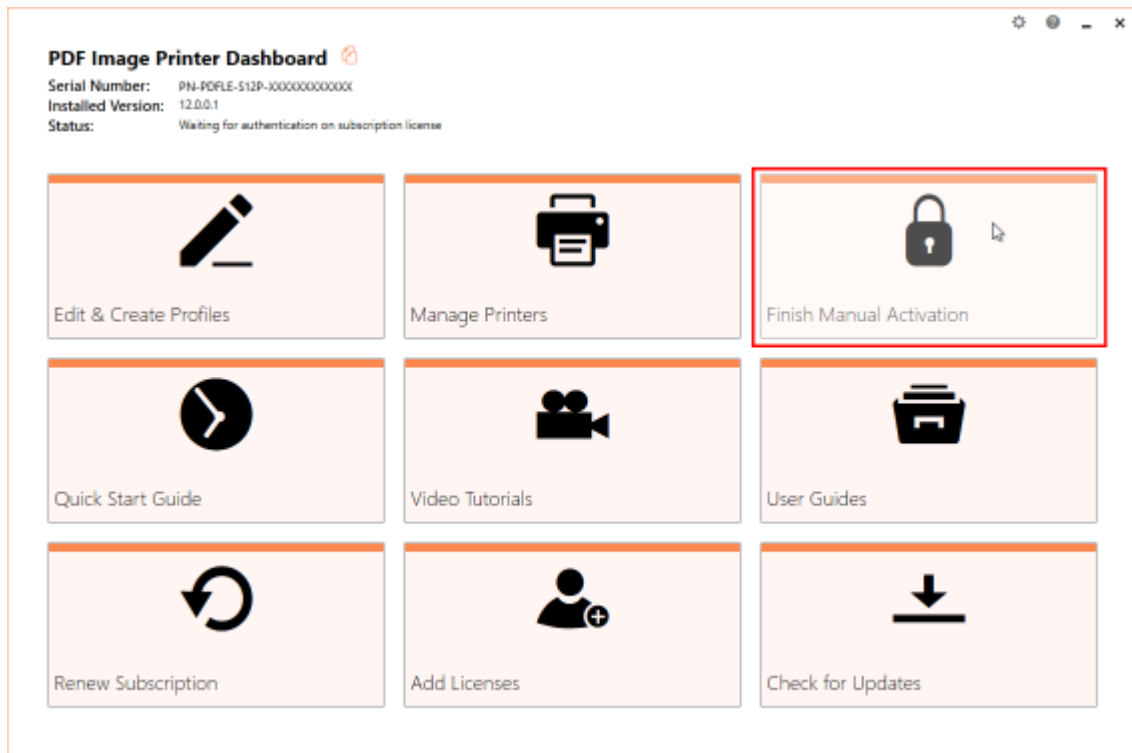 PDF Image Printer Dashboard
Serial Number: PN-PDFLE-S12P-XXXXXXXXXXXXX
Installed Version: 12.0.0.1
Status: Waiting for authentication on subscription license
Edit & Create Profiles
Manage Printers
Finish Manual Activation
Quick Start Guide
Video Tutorials
User Guides
Renew Subscription
Add Licenses
Check for Updates